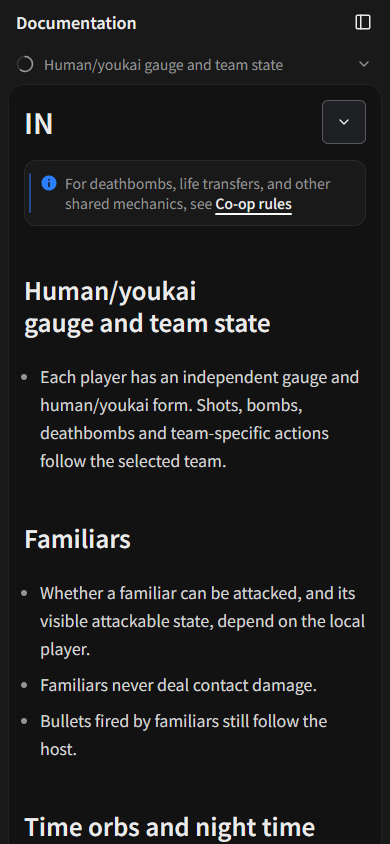 Documentation
Human/youkai gauge and team state
IN
For deathbombs, life transfers, and other
shared mechanics, see Co-op rules
Human/youkai
gauge and team state
Each player has an independent gauge and
human/youkai form. Shots, bombs,
deathbombs and team-specific actions
follow the selected team.
Familiars
Whether a familiar can be attacked, and its
visible attackable state, depend on the local
player.
Familiars never deal contact damage.
Bullets fired by familiars still follow the
host.
Time orbs and night time